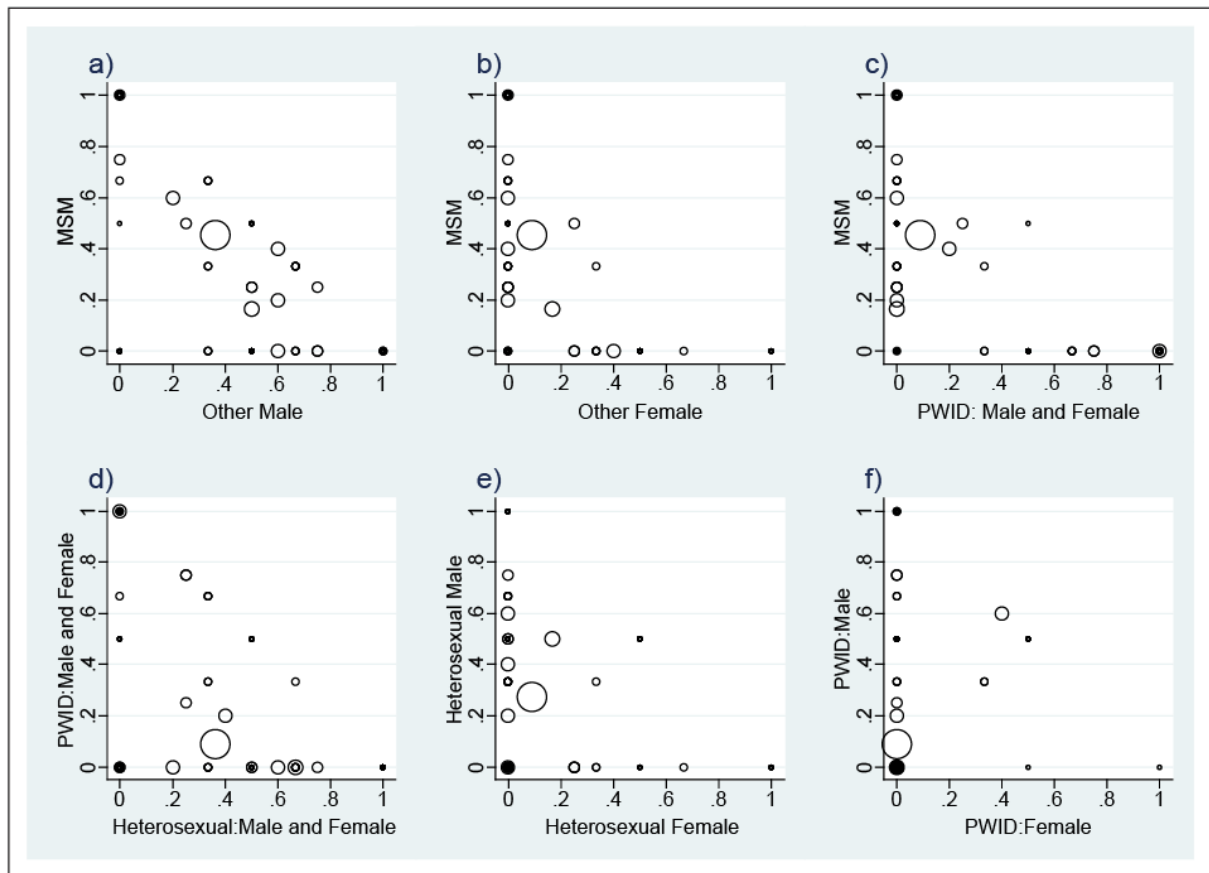 a)
MSM
1
.8
.6
.4
.2
0
0 .2 .4 .6 .8 1
Other Male
b)
MSM
1
.8
.6
.4
.2
0
0 .2 .4 .6 .8 1
Other Female
c)
MSM
1
.8
.6
.4
.2
0
0 .2 .4 .6 .8 1
PWID: Male and Female
d)
PWID:Male and Female
1
.8
.6
.4
.2
0
0 .2 .4 .6 .8 1
Heterosexual:Male and Female
e)
Heterosexual Male
1
.8
.6
.4
.2
0
0 .2 .4 .6 .8 1
Heterosexual Female
f)
PWID:Male
1
.8
.6
.4
.2
0
0 .2 .4 .6 .8 1
PWID:Female